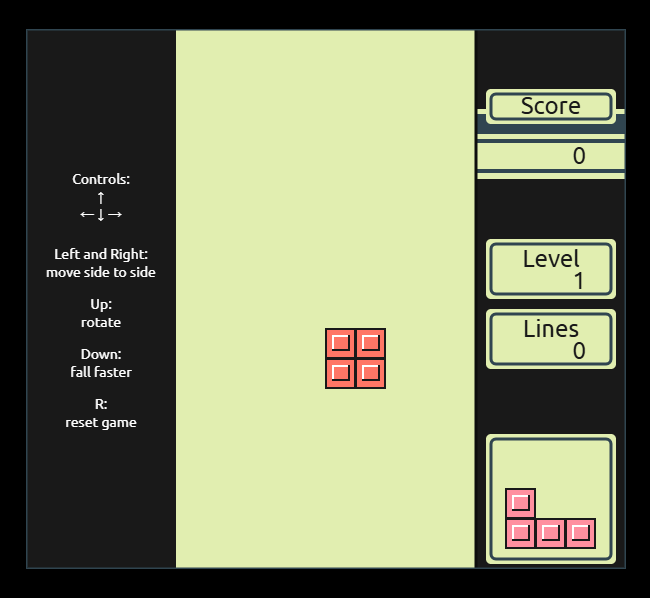 Controls:
↑
←↓→
Left and Right:
move side to side
Up:
rotate
Down:
fall faster
R:
reset game
Score
0
Level
1
Lines
0